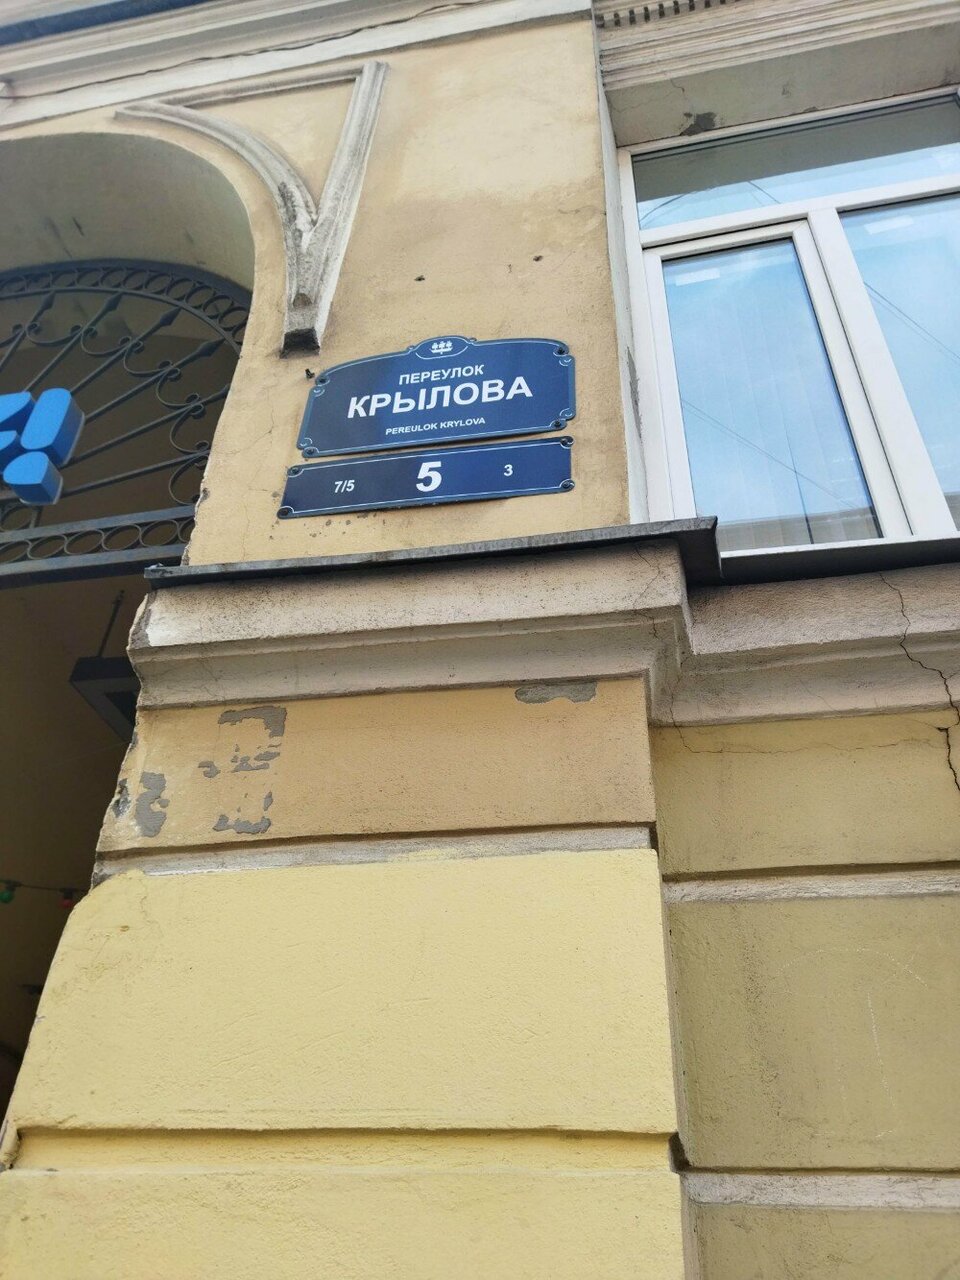 ПЕРЕУЛОК
КРЫЛОВА
PEREULOK KRYLOVA
7/5 5 3